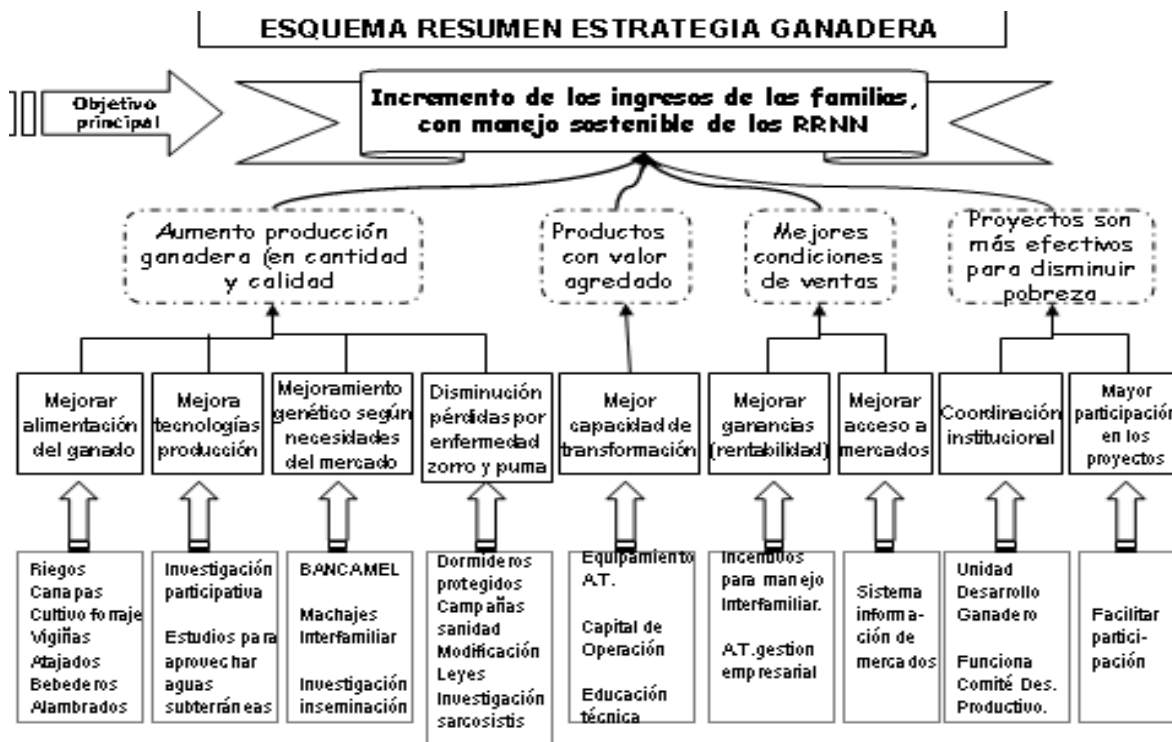 ESQUEMA RESUMEN ESTRATEGIA GANADERA
Objetivo
principal
Incremento de los ingresos de las familias,
con manejo sostenible de los RRNN
Aumento producción
ganadera (en cantidad
y calidad
Productos
con valor
agredado
Mejores
condiciones
de ventas
Proyectos son
más efectivos
para disminuir
pobreza
Mejorar
alimentación
del ganado
Mejora
tecnologías
producción
Mejoramiento
genético según
necesidades
del mercado
Disminución
pérdidas por
enfermedad
zorro y puma
Mejor
capacidad de
transformación
Mejorar
ganancias
(rentabilidad)
Mejorar
acceso a
mercados
Coordinación
institucional
Mayor
participación
en los
proyectos
Riegos
Canapas
Cultivo forraje
Vigiñas
Atajados
Bebederos
Alambrados
Investigación
participativa
Estudios para
aprovechar
aguas
subterráneas
BANCAMEL
Machajes
Interfamiliar
Investigación
inseminación
Dormideros
protegidos
Campañas
sanidad
Modificación
Leyes
Investigación
sarcosistis
Equipamiento
A.T.
Capital de
Operación
Educación
técnica
Incentivos
para manejo
Interfamiliar.
A.T.gestion
empresarial
Sistema
informa-
ción de
mercados
Unidad
Desarrollo
Ganadero
Funciona
Comité Des.
Productivo.
Facilitar
partici-
pación